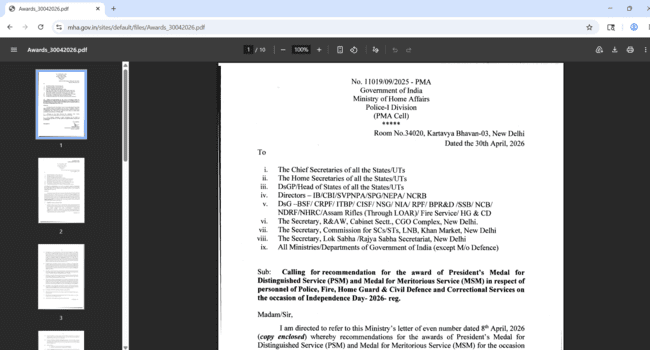 Awards_30042026.pdf
mha.gov.in/sites/default/files/Awards_30042026.pdf
Awards_30042026.pdf
1 / 10
100%
1
2
3
No. 11019/09/2025 - PMA
Government of India
Ministry of Home Affairs
Police-I Division
(PMA Cell)
*****
Room No.34020, Kartavya Bhavan-03, New Delhi
Dated the 30th April, 2026
To
i. The Chief Secretaries of all the States/UTs
ii. The Home Secretaries of all the States/UTs
iii. DsGP/Head of States of all the States/UTs
iv. Directors – IB/CBI/SVPNPA/SPG/NEPA/ NCRB
v. DsG –BSF/ CRPF/ ITBP/ CISF/ NSG/ NIA/ RPF/ BPR&D /SSB/ NCB/
NDRF/NHRC/Assam Rifles (Through LOAR)/ Fire Service/ HG & CD
vi. The Secretary, R&AW, Cabinet Sectt., CGO Complex, New Delhi.
vii. The Secretary, Commission for SCs/STs, LNB, Khan Market, New Delhi
viii. The Secretary, Lok Sabha /Rajya Sabha Secretariat, New Delhi
ix. All Ministries/Departments of Government of India (except M/o Defence)
Sub: Calling for recommendation for the award of President's Medal for
Distinguished Service (PSM) and Medal for Meritorious Service (MSM) in respect
of personnel of Police, Fire, Home Guard & Civil Defence and Correctional Services on
the occasion of Independence Day- 2026- reg.
Madam/Sir,
I am directed to refer to this Ministry's letter of even number dated 8th April, 2026
(copy enclosed) whereby recommendations for the award of President's Medal for
Distinguished Service (PSM) and Medal for Meritorious Service (MSM) for the occasion